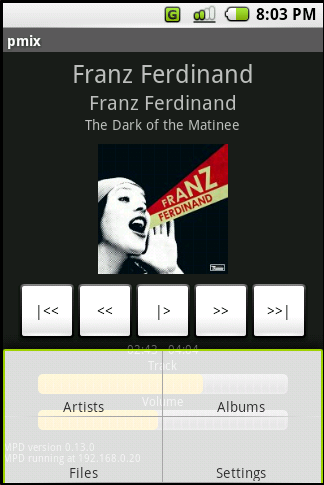 G 8:03 PM
pmix
Franz Ferdinand
Franz Ferdinand
The Dark of the Matinee
FRANZ
FERDINAND
|<< << |> >> >>|
02:43 - 04:04
Track
Volume
Artists Albums
MPD version 0.13.0
MPD running at 192.168.0.20
Files Settings